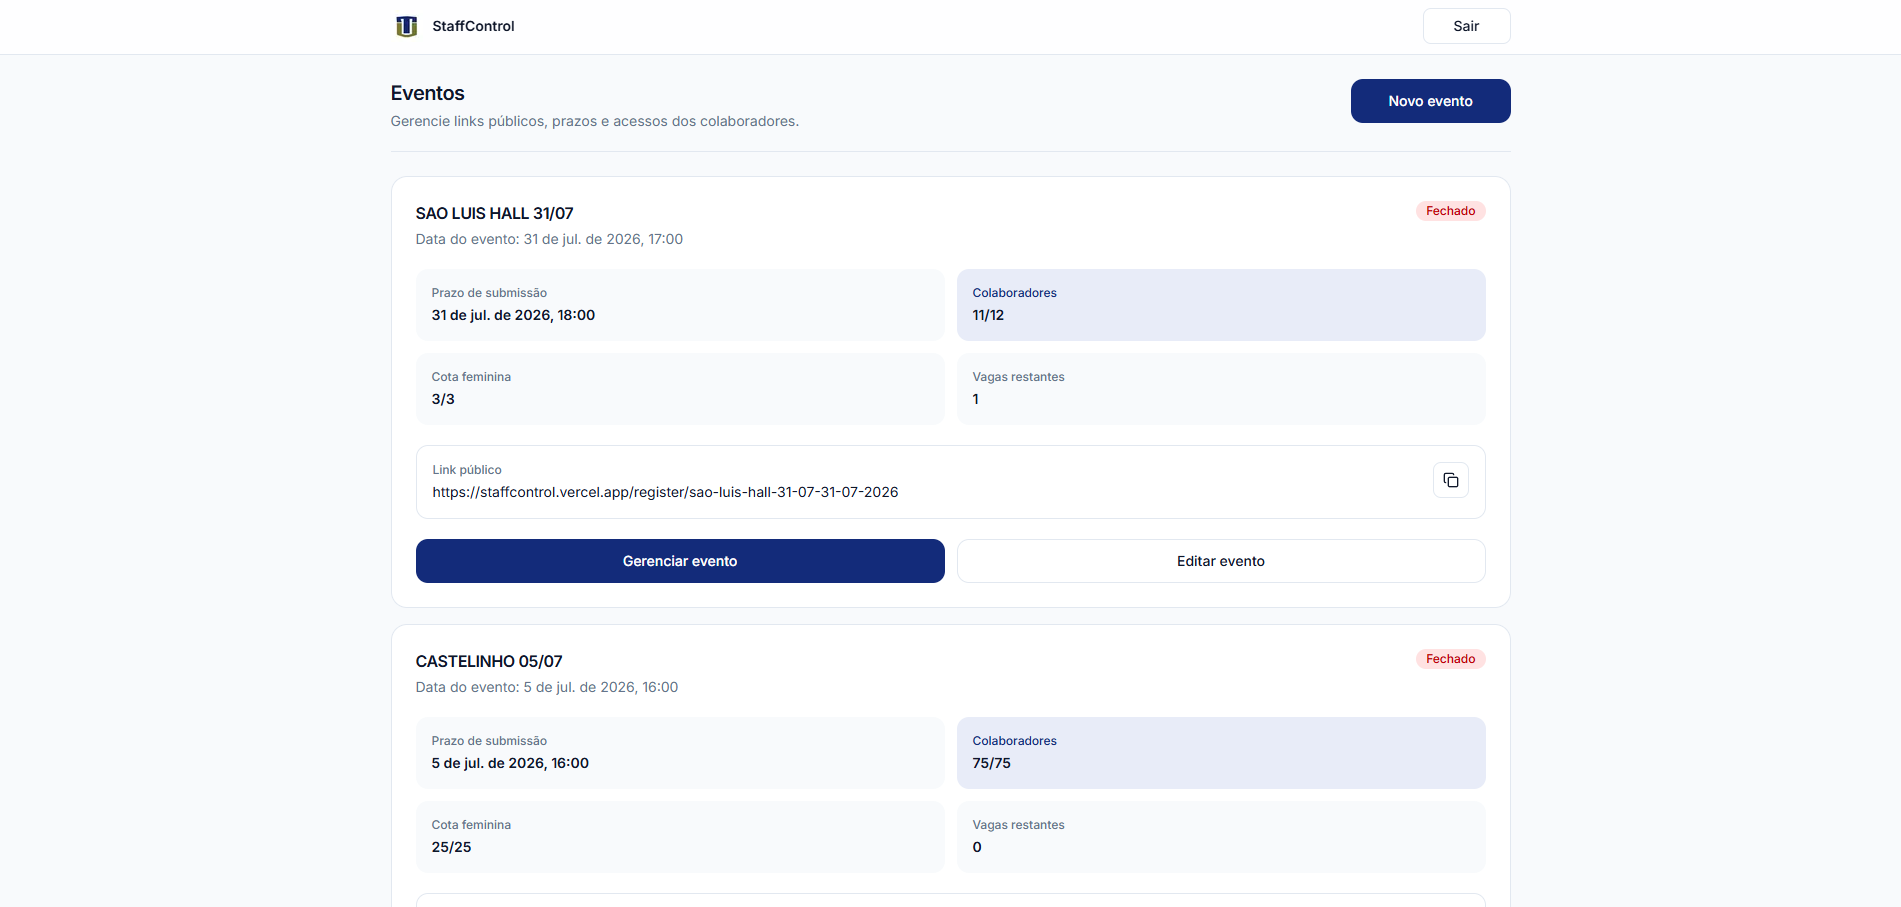 StaffControl
Sair
Eventos
Gerencie links públicos, prazos e acessos dos colaboradores.
Novo evento
SAO LUIS HALL 31/07
Fechado
Data do evento: 31 de jul. de 2026, 17:00
Prazo de submissão
31 de jul. de 2026, 18:00
Colaboradores
11/12
Cota feminina
3/3
Vagas restantes
1
Link público
https://staffcontrol.vercel.app/register/sao-luis-hall-31-07-31-07-2026
Gerenciar evento
Editar evento
CASTELINHO 05/07
Fechado
Data do evento: 5 de jul. de 2026, 16:00
Prazo de submissão
5 de jul. de 2026, 16:00
Colaboradores
75/75
Cota feminina
25/25
Vagas restantes
0